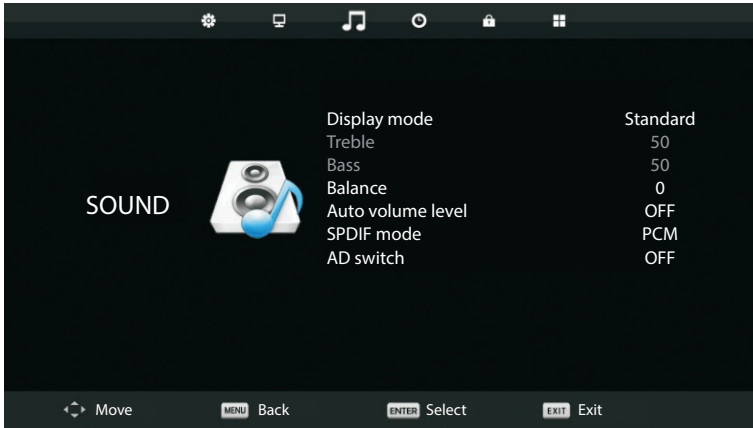 SOUND
Display mode Standard
Treble 50
Bass 50
Balance 0
Auto volume level OFF
SPDIF mode PCM
AD switch OFF
Move MENU Back ENTER Select EXIT Exit